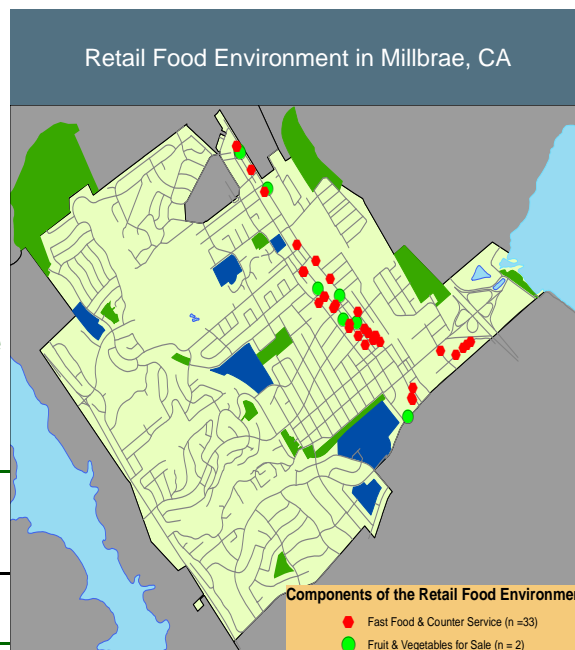 Retail Food Environment in Millbrae, CA
Components of the Retail Food Environmen
Fast Food & Counter Service (n =33)
Fruit & Vegetables for Sale (n = 2)